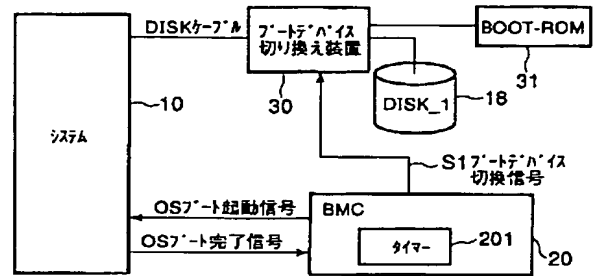 DISKケーブル
ブートデバイス
切り換え装置
BOOT-ROM
30
31
DISK_1
18
10
システム
S1 ブートデバイス
切換信号
OSブート起動信号
BMC
OSブート完了信号
タイマー
201
20